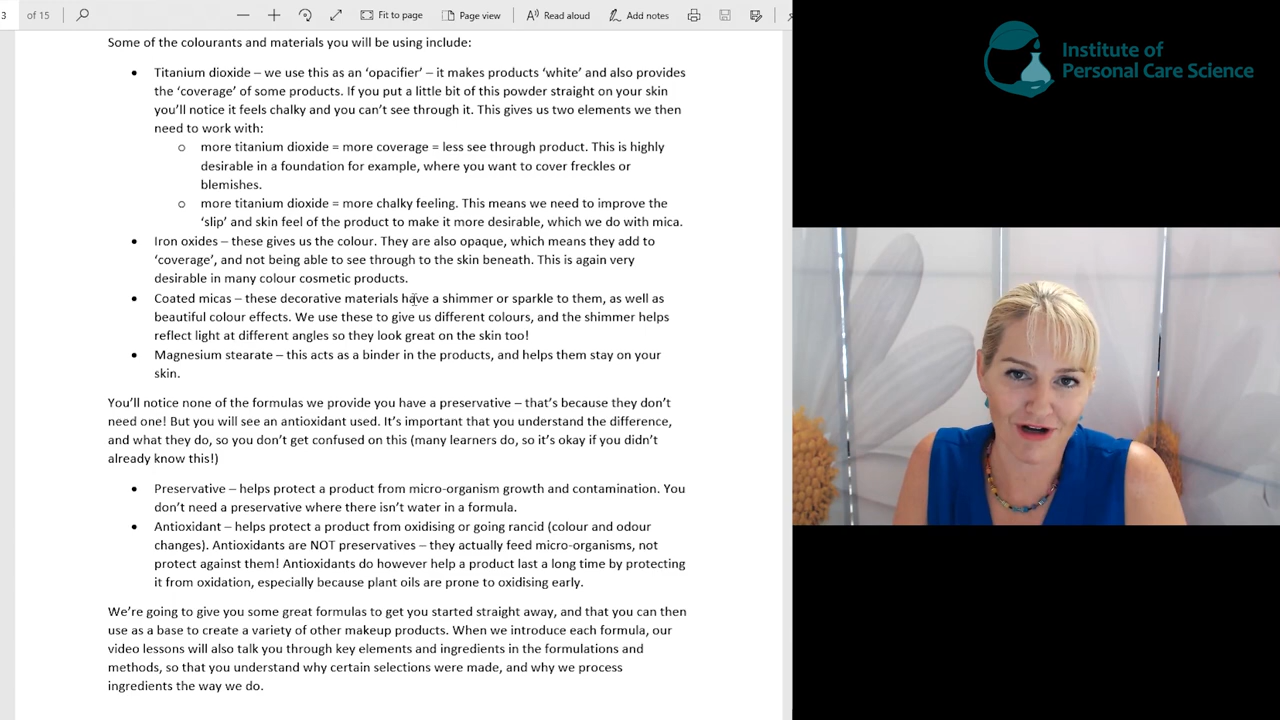 3 of 15
Fit to page
Page view
Read aloud
Add notes
Institute of
Personal Care Science
Some of the colourants and materials you will be using include:
• Titanium dioxide – we use this as an ‘opacifier’ – it makes products ‘white’ and also provides
the ‘coverage’ of some products. If you put a little bit of this powder straight on your skin
you’ll notice it feels chalky and you can’t see through it. This gives us two elements we then
need to work with:
o more titanium dioxide = more coverage = less see through product. This is highly
desirable in a foundation for example, where you want to cover freckles or
blemishes.
o more titanium dioxide = more chalky feeling. This means we need to improve the
‘slip’ and skin feel of the product to make it more desirable, which we do with mica.
• Iron oxides – these gives us the colour. They are also opaque, which means they add to
‘coverage’, and not being able to see through to the skin beneath. This is again very
desirable in many colour cosmetic products.
• Coated micas – these decorative materials have a shimmer or sparkle to them, as well as
beautiful colour effects. We use these to give us different colours, and the shimmer helps
reflect light at different angles so they look great on the skin too!
• Magnesium stearate – this acts as a binder in the products, and helps them stay on your
skin.
You’ll notice none of the formulas we provide you have a preservative – that’s because they don’t
need one! But you will see an antioxidant used. It’s important that you understand the difference,
and what they do, so you don’t get confused on this (many learners do, so it’s okay if you didn’t
already know this!)
• Preservative – helps protect a product from micro-organism growth and contamination. You
don’t need a preservative where there isn’t water in a formula.
• Antioxidant – helps protect a product from oxidising or going rancid (colour and odour
changes). Antioxidants are NOT preservatives – they actually feed micro-organisms, not
protect against them! Antioxidants do however help a product last a long time by protecting
it from oxidation, especially because plant oils are prone to oxidising early.
We’re going to give you some great formulas to get you started straight away, and that you can then
use as a base to create a variety of other makeup products. When we introduce each formula, our
video lessons will also talk you through key elements and ingredients in the formulations and
methods, so that you understand why certain selections were made, and why we process
ingredients the way we do.